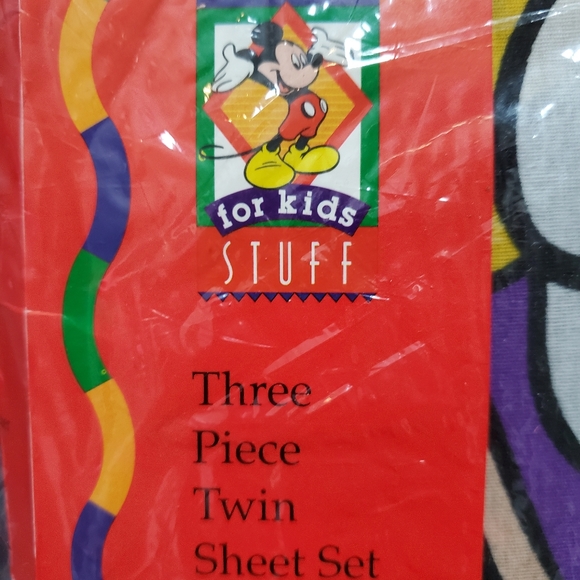 for kids
STUFF
Three
Piece
Twin
Sheet Set